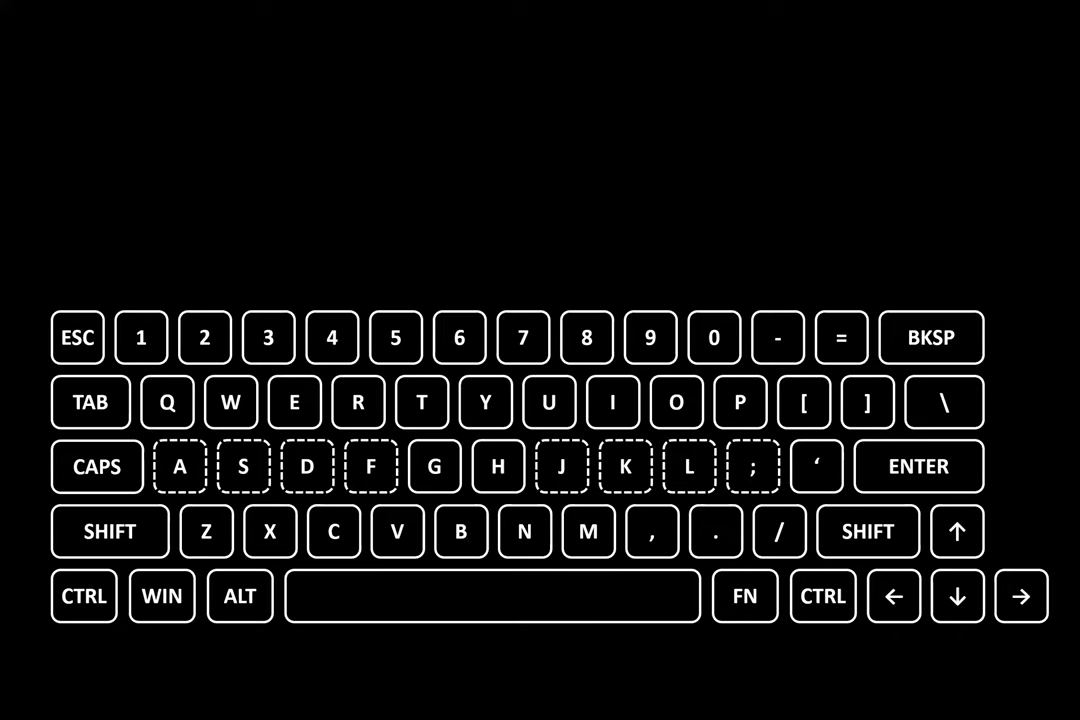 ESC 1 2 3 4 5 6 7 8 9 0 - = BKSP
TAB Q W E R T Y U I O P [ ] \
CAPS A S D F G H J K L ; ‘ ENTER
SHIFT Z X C V B N M , . / SHIFT ↑
CTRL WIN ALT FN CTRL ← ↓ →